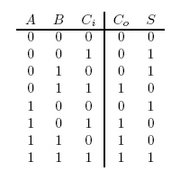 A B C_i C_o S
0 0 0 0 0
0 0 1 0 1
0 1 0 0 1
0 1 1 1 0
1 0 0 0 1
1 0 1 1 0
1 1 0 1 0
1 1 1 1 1